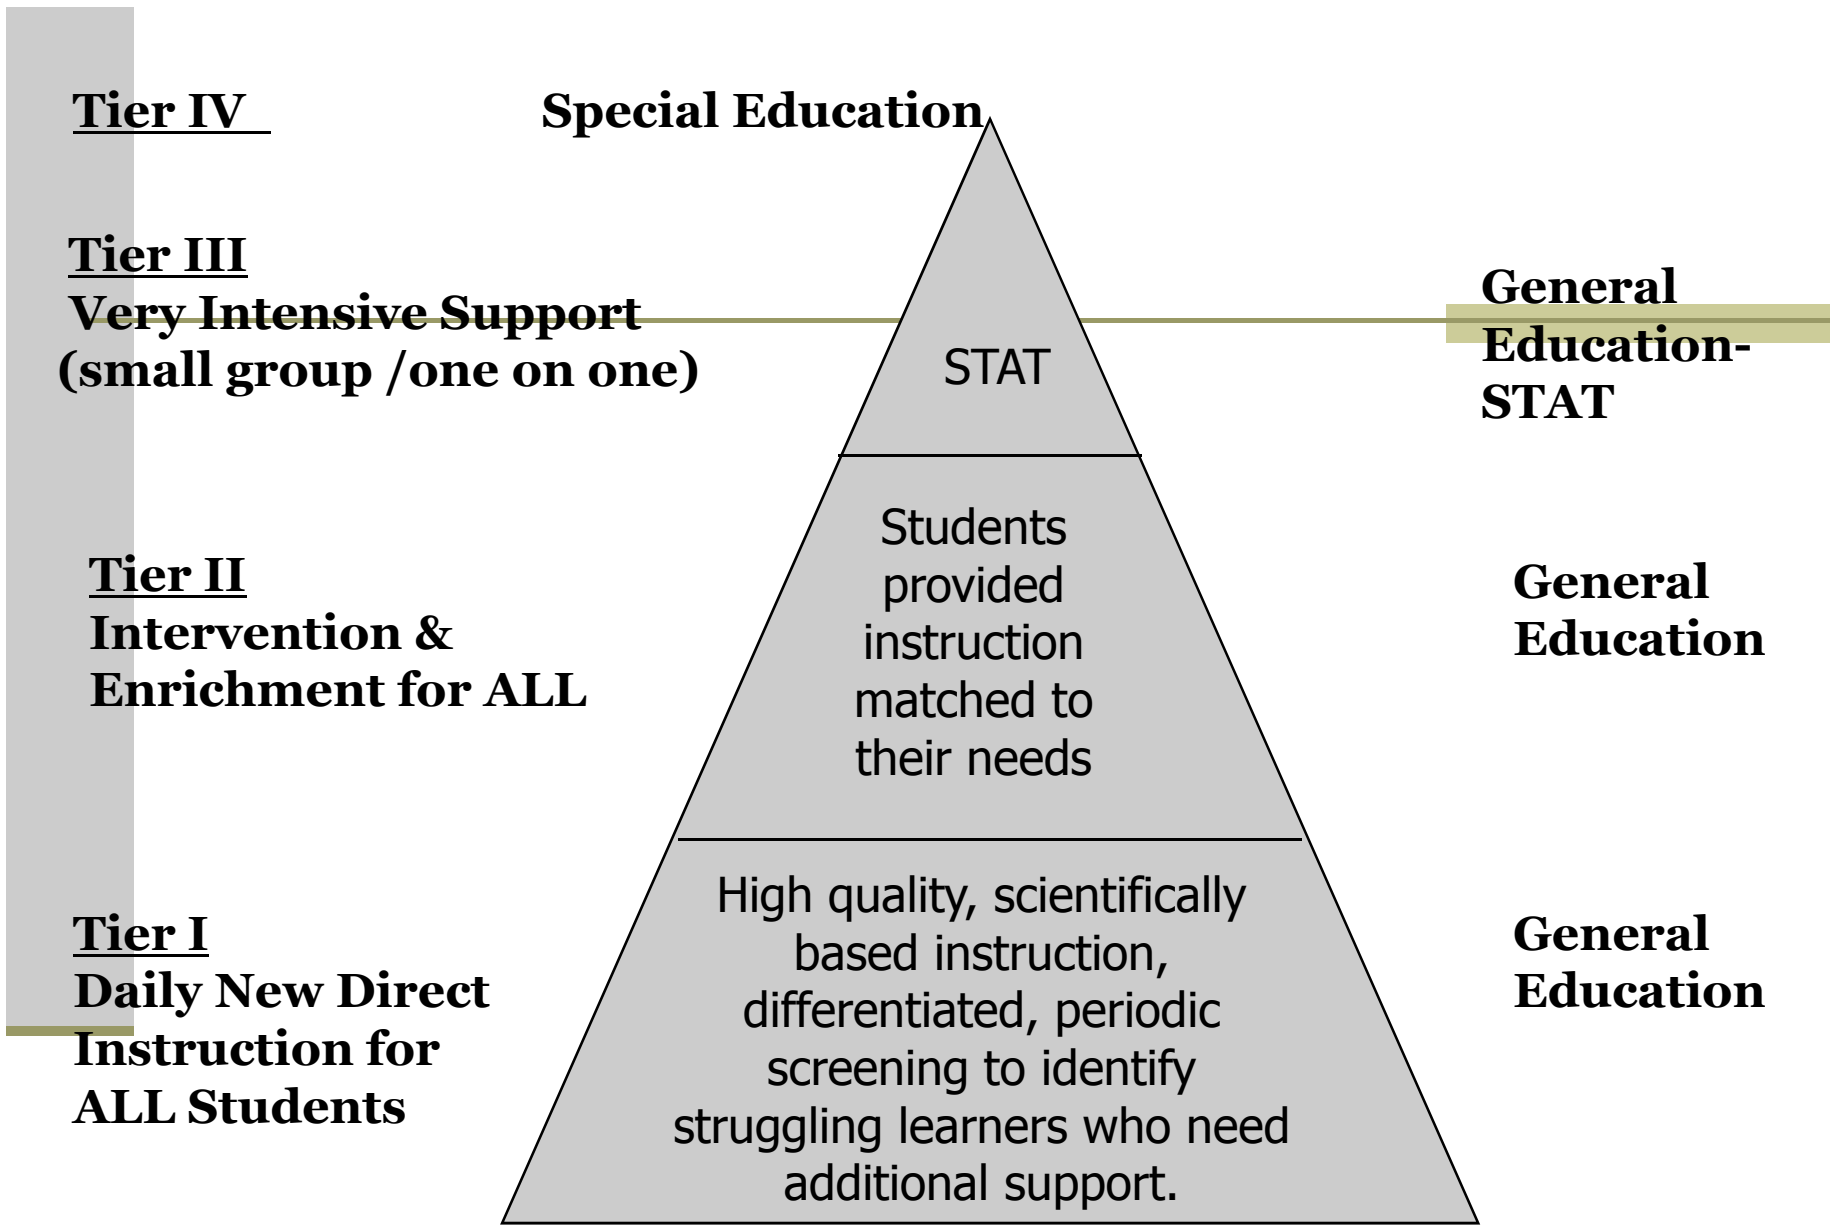 Tier IV Special Education
Tier III
Very Intensive Support
(small group /one on one)
STAT
General
Education-
STAT
Tier II
Intervention &
Enrichment for ALL
Students
provided
instruction
matched to
their needs
General
Education
Tier I
Daily New Direct
Instruction for
ALL Students
High quality, scientifically
based instruction,
differentiated, periodic
screening to identify
struggling learners who need
additional support.
General
Education